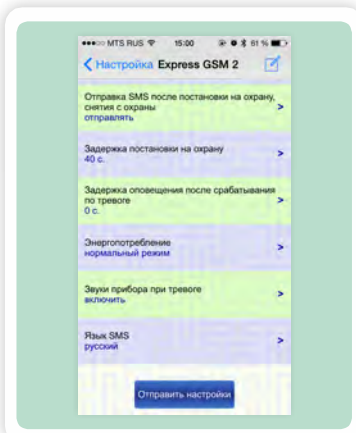 MTS RUS 15:00 61 %
Настройка Express GSM 2
Отправка SMS после постановки на охрану,
снятия с охраны
отправлять
>
Задержка постановки на охрану
40 с.
>
Задержка оповещения после срабатывания
по тревоге
0 с.
>
Энергопотребление
нормальный режим
>
Звуки прибора при тревоге
включить
>
Язык SMS
русский
>
Отправить настройки